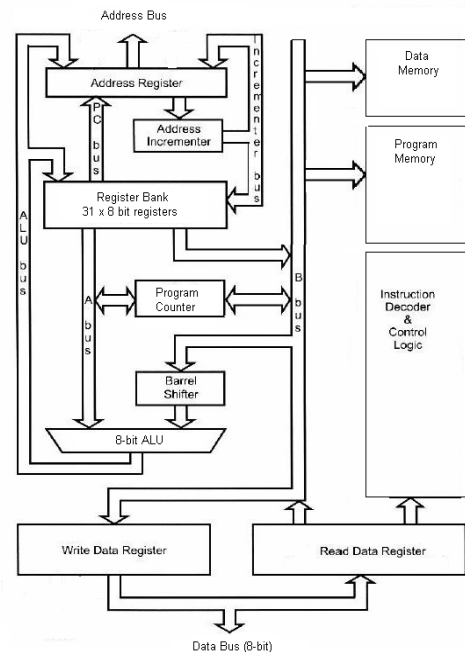 Address Bus
Address Register
Incrementer bus
Data
Memory
PC bus
Address
Incrementer
Program
Memory
Register Bank
31 x 8 bit registers
ALU bus
A bus
Program
Counter
B bus
Instruction
Decoder
&
Control
Logic
Barrel
Shifter
8-bit ALU
Write Data Register
Read Data Register
Data Bus (8-bit)